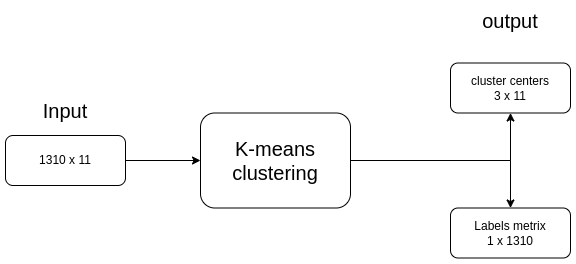 output
cluster centers
3 x 11
Input
1310 x 11
K-means
clustering
Labels metrix
1 x 1310